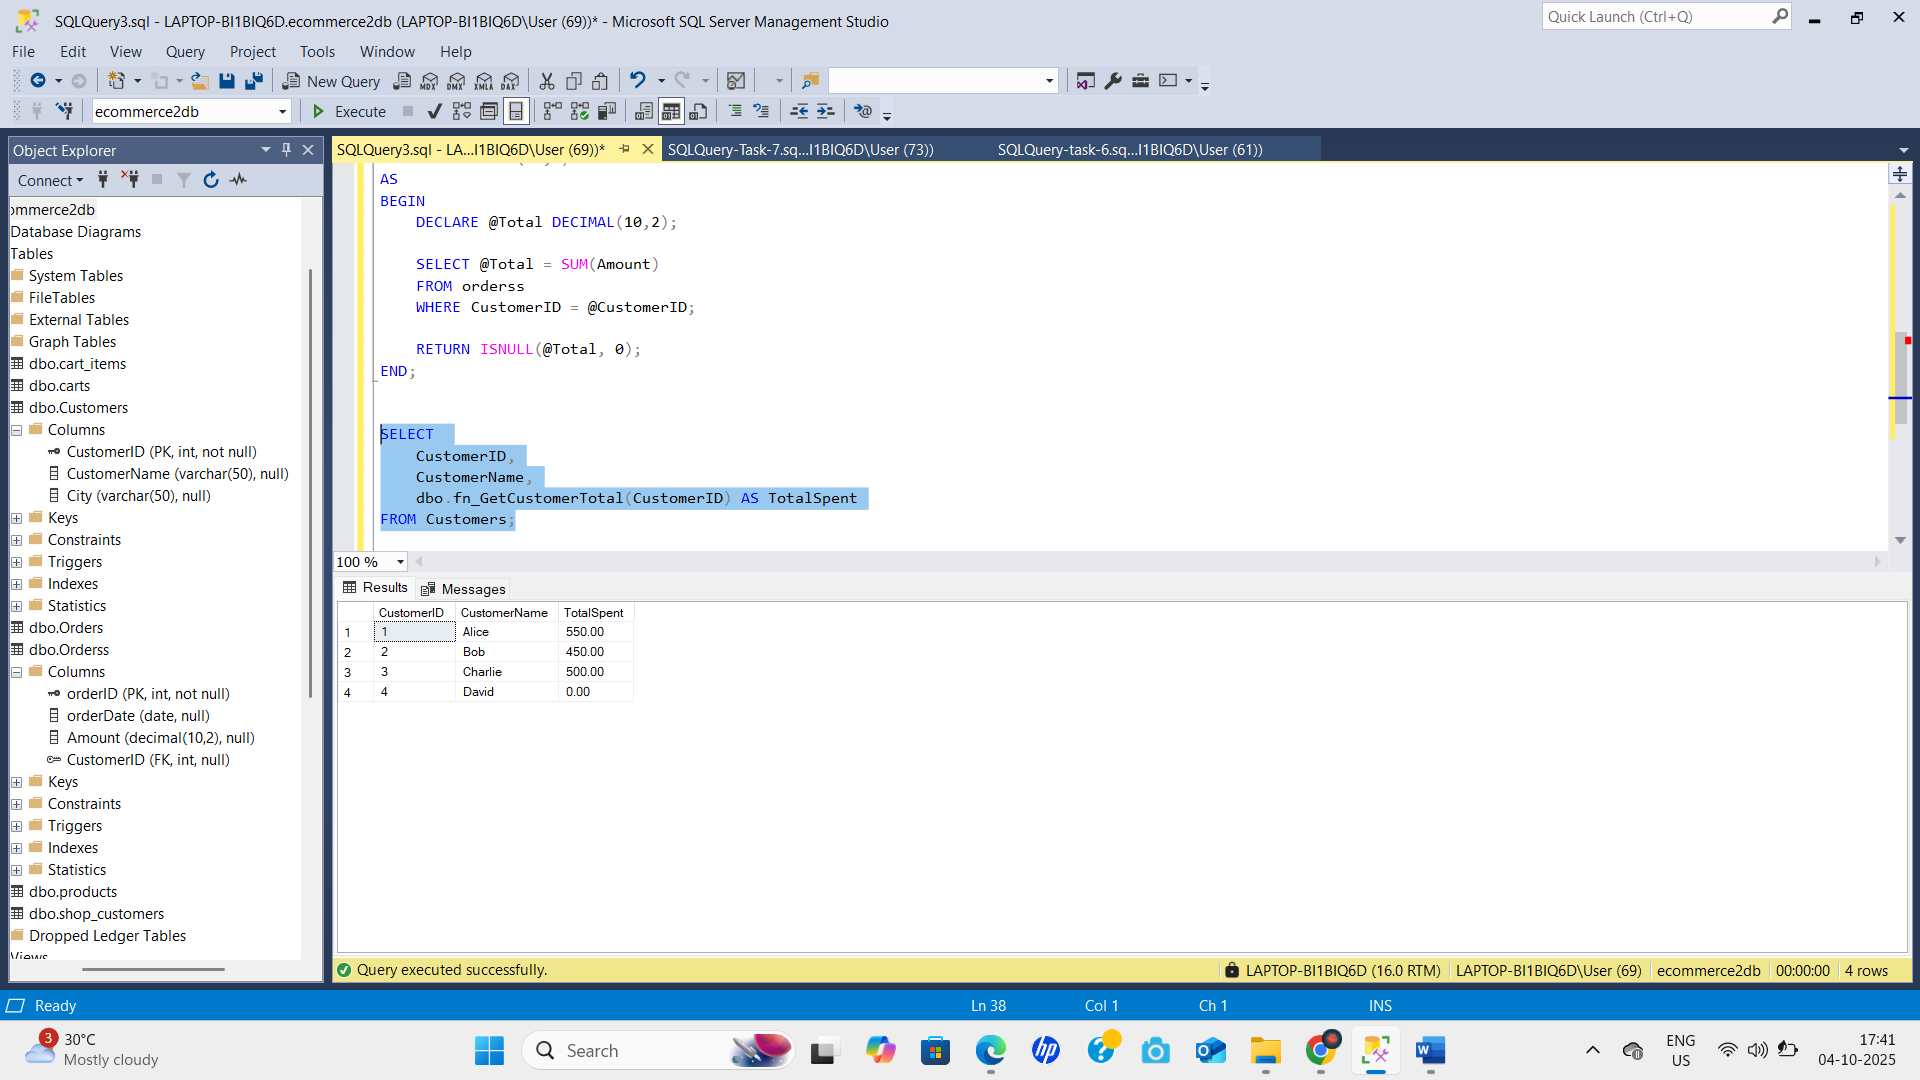 SQLQuery3.sql - LAPTOP-BI1BIQ6D.ecommerce2db (LAPTOP-BI1BIQ6D\User (69))* - Microsoft SQL Server Management Studio
Quick Launch (Ctrl+Q)
File Edit View Query Project Tools Window Help
New Query MDX DMX XMLA DAX
ecommerce2db Execute
Object Explorer
Connect
ommerce2db
Database Diagrams
Tables
System Tables
FileTables
External Tables
Graph Tables
dbo.cart_items
dbo.carts
dbo.Customers
Columns
CustomerID (PK, int, not null)
CustomerName (varchar(50), null)
City (varchar(50), null)
Keys
Constraints
Triggers
Indexes
Statistics
dbo.Orders
dbo.Orderss
Columns
orderID (PK, int, not null)
orderDate (date, null)
Amount (decimal(10,2), null)
CustomerID (FK, int, null)
Keys
Constraints
Triggers
Indexes
Statistics
dbo.products
dbo.shop_customers
Dropped Ledger Tables
Views
SQLQuery3.sql - LA...I1BIQ6D\User (69))* SQLQuery-Task-7.sq...I1BIQ6D\User (73)) SQLQuery-task-6.sq...I1BIQ6D\User (61))
AS
BEGIN
DECLARE @Total DECIMAL(10,2);
SELECT @Total = SUM(Amount)
FROM orderss
WHERE CustomerID = @CustomerID;
RETURN ISNULL(@Total, 0);
END;
SELECT
CustomerID,
CustomerName,
dbo.fn_GetCustomerTotal(CustomerID) AS TotalSpent
FROM Customers;
100 %
Results Messages
CustomerID CustomerName TotalSpent
1 1 Alice 550.00
2 2 Bob 450.00
3 3 Charlie 500.00
4 4 David 0.00
Query executed successfully. LAPTOP-BI1BIQ6D (16.0 RTM) LAPTOP-BI1BIQ6D\User (69) ecommerce2db 00:00:00 4 rows
Ready Ln 38 Col 1 Ch 1 INS
3 30°C
Mostly cloudy
Search
ENG
US
17:41
04-10-2025